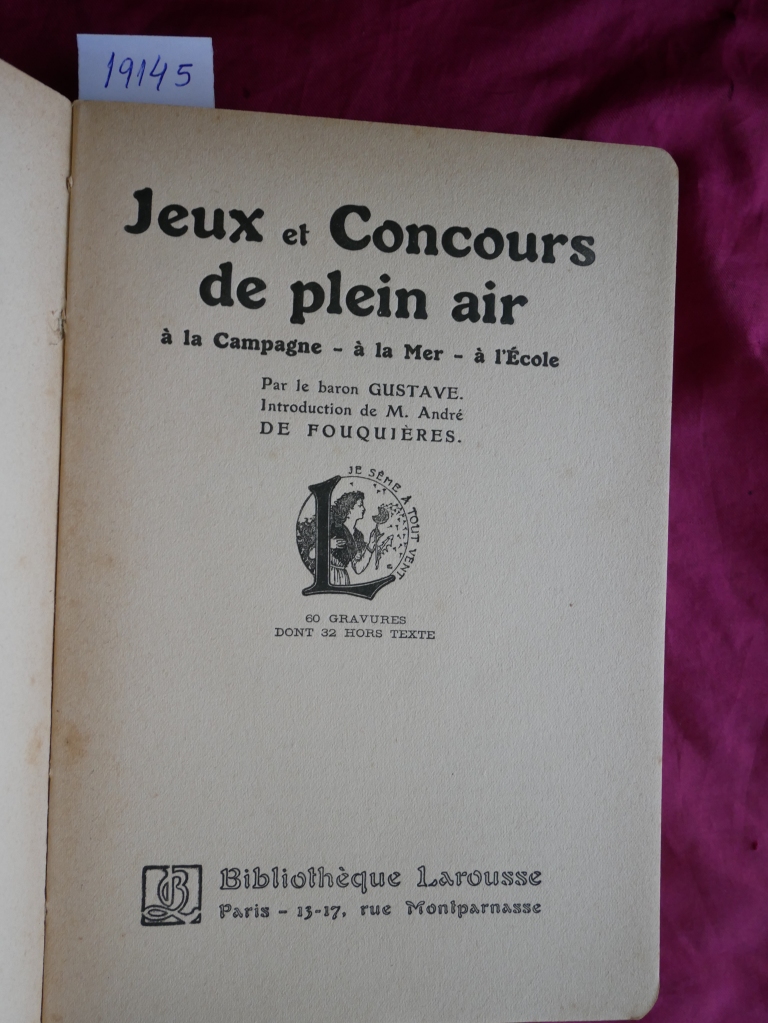 19145
Jeux et Concours
de plein air
à la Campagne - à la Mer - à l'École
Par le baron GUSTAVE.
Introduction de M. André
DE FOUQUIÈRES.
JE SÈME À TOUT VENT
L
60 GRAVURES
DONT 32 HORS TEXTE
BL Bibliothèque Larousse
Paris - 13-17, rue Montparnasse